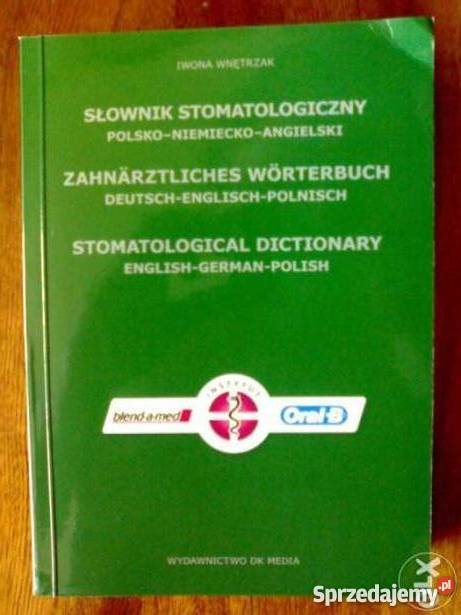 IWONA WNĘTRZAK
SŁOWNIK STOMATOLOGICZNY
POLSKO–NIEMIECKO–ANGIELSKI
ZAHNÄRZTLICHES WÖRTERBUCH
DEUTSCH-ENGLISCH-POLNISCH
STOMATOLOGICAL DICTIONARY
ENGLISH-GERMAN-POLISH
INSTYTUT
blend-a-med
Oral-B
WYDAWNICTWO DK MEDIA
OLX
Sprzedajemy.pl